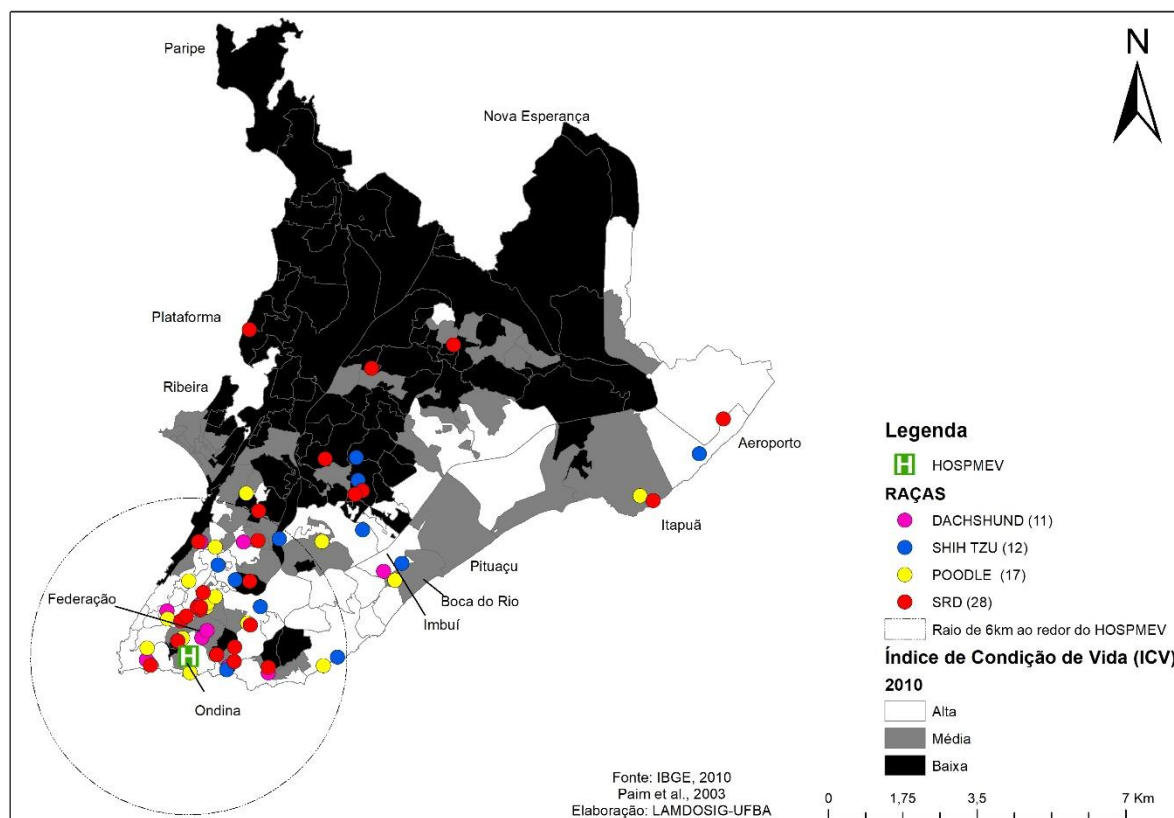 Paripe
N
Nova Esperança
Plataforma
Ribeira
Aeroporto
Itapuã
Pituaçu
Boca do Rio
Imbuí
Federação
H
Ondina
Legenda
H HOSPMEV
RAÇAS
DACHSHUND (11)
SHIH TZU (12)
POODLE (17)
SRD (28)
Raio de 6km ao redor do HOSPMEV
Índice de Condição de Vida (ICV)
2010
Alta
Média
Baixa
Fonte: IBGE, 2010
Paim et al., 2003
Elaboração: LAMDOSIG-UFBA
0 1,75 3,5 7 Km